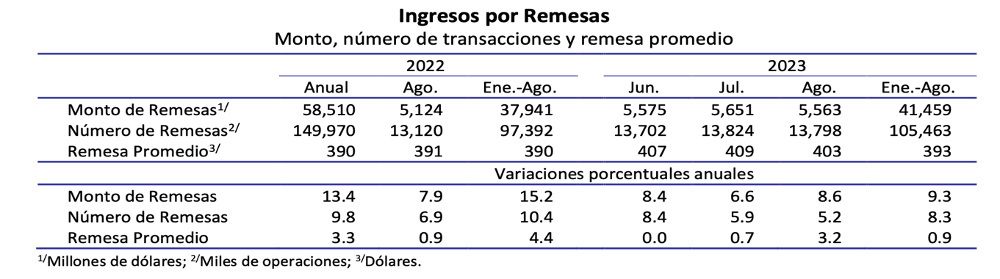 Ingresos por Remesas
Monto, número de transacciones y remesa promedio
2022 2023
Anual Ago. Ene.-Ago. Jun. Jul. Ago. Ene.-Ago.
Monto de Remesas1/ 58,510 5,124 37,941 5,575 5,651 5,563 41,459
Número de Remesas2/ 149,970 13,120 97,392 13,702 13,824 13,798 105,463
Remesa Promedio3/ 390 391 390 407 409 403 393
Variaciones porcentuales anuales
Monto de Remesas 13.4 7.9 15.2 8.4 6.6 8.6 9.3
Número de Remesas 9.8 6.9 10.4 8.4 5.9 5.2 8.3
Remesa Promedio 3.3 0.9 4.4 0.0 0.7 3.2 0.9
1/Millones de dólares; 2/Miles de operaciones; 3/Dólares.